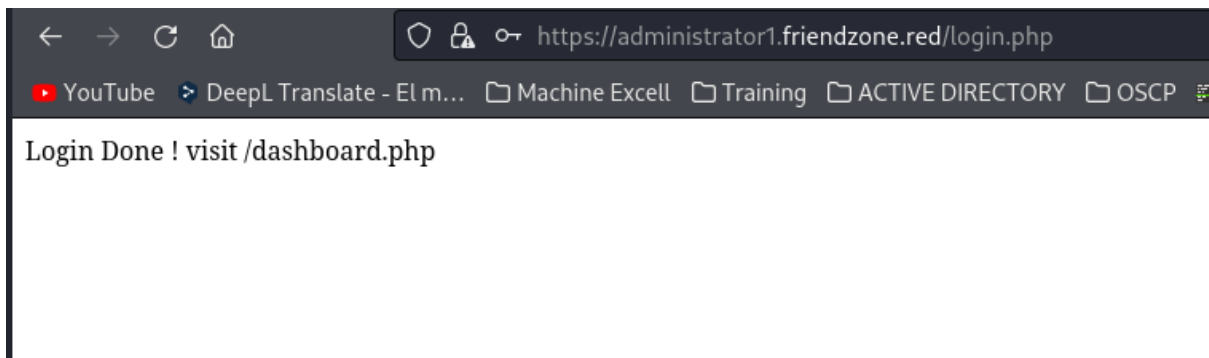 https://administrator1.friendzone.red/login.php
YouTube DeepL Translate - El m... Machine Excell Training ACTIVE DIRECTORY OSCP
Login Done ! visit /dashboard.php